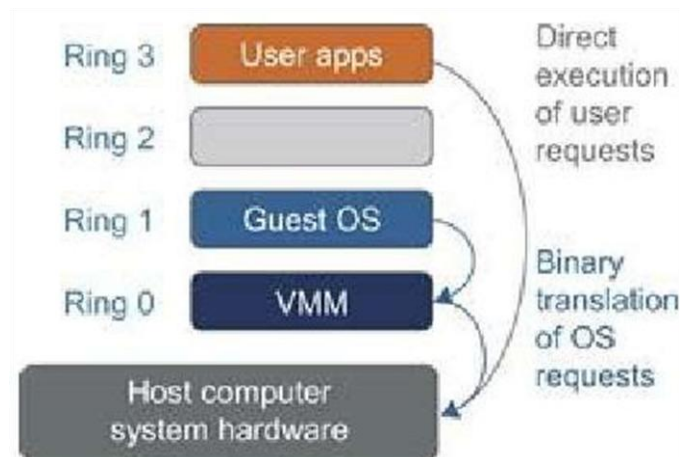 Ring 3
User apps
Direct
execution
of user
requests
Ring 2
Ring 1
Guest OS
Ring 0
VMM
Binary
translation
of OS
requests
Host computer
system hardware